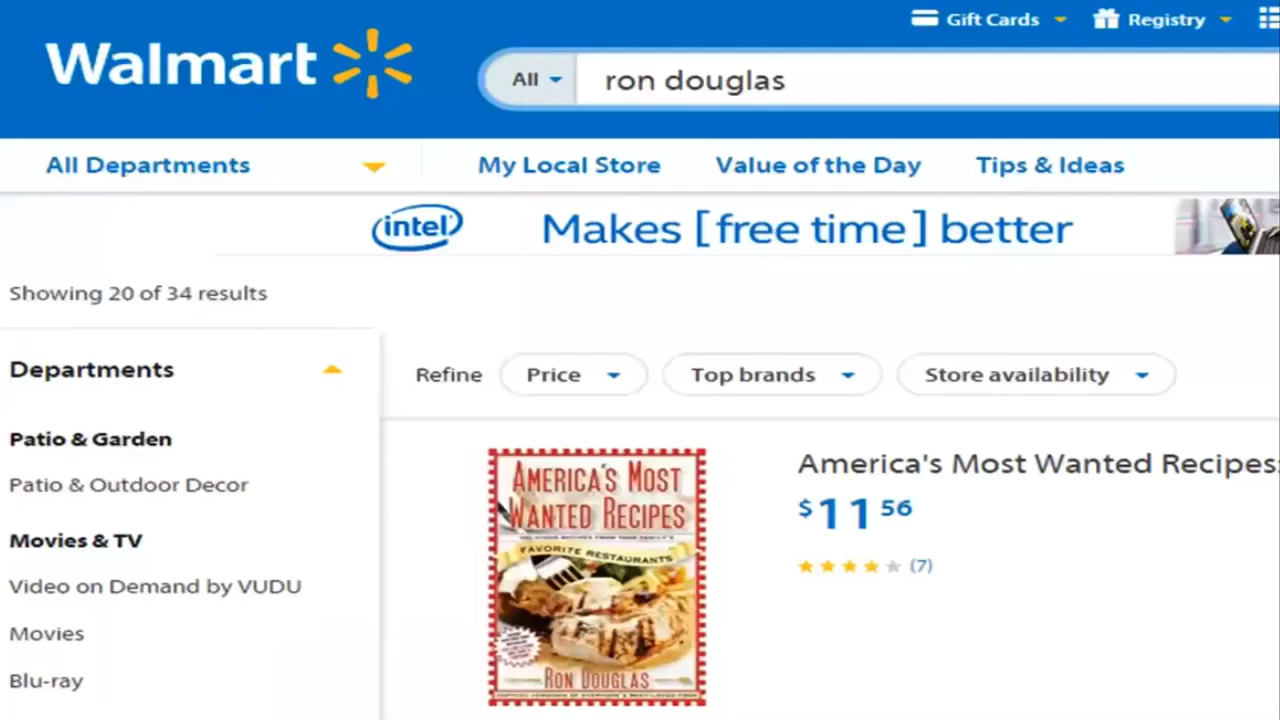 Gift Cards
Registry
Walmart
All
ron douglas
All Departments
My Local Store
Value of the Day
Tips & Ideas
intel
Makes [free time] better
Showing 20 of 34 results
Departments
Refine
Price
Top brands
Store availability
Patio & Garden
Patio & Outdoor Decor
Movies & TV
Video on Demand by VUDU
Movies
Blu-ray
AMERICA'S MOST
WANTED RECIPES
FAVORITE RESTAURANTS
RON DOUGLAS
America's Most Wanted Recipes
$11 56
(7)